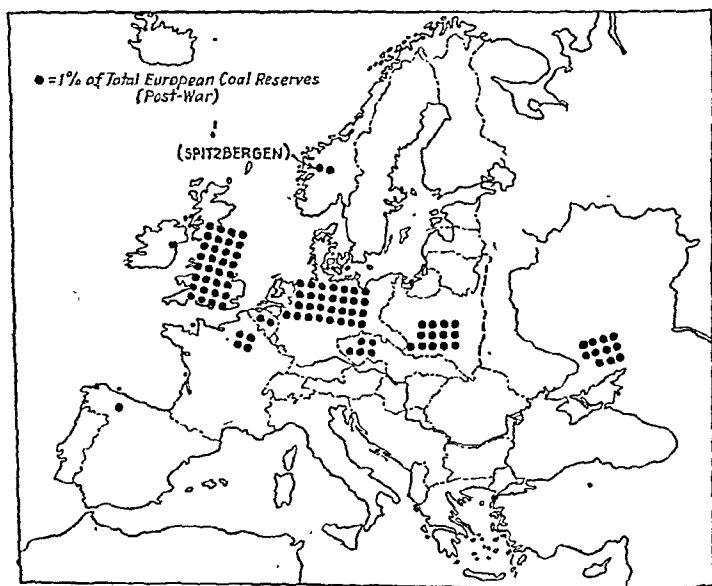 ● = 1% of Total European Coal Reserves
(Post-War)
(SPITZBERGEN)